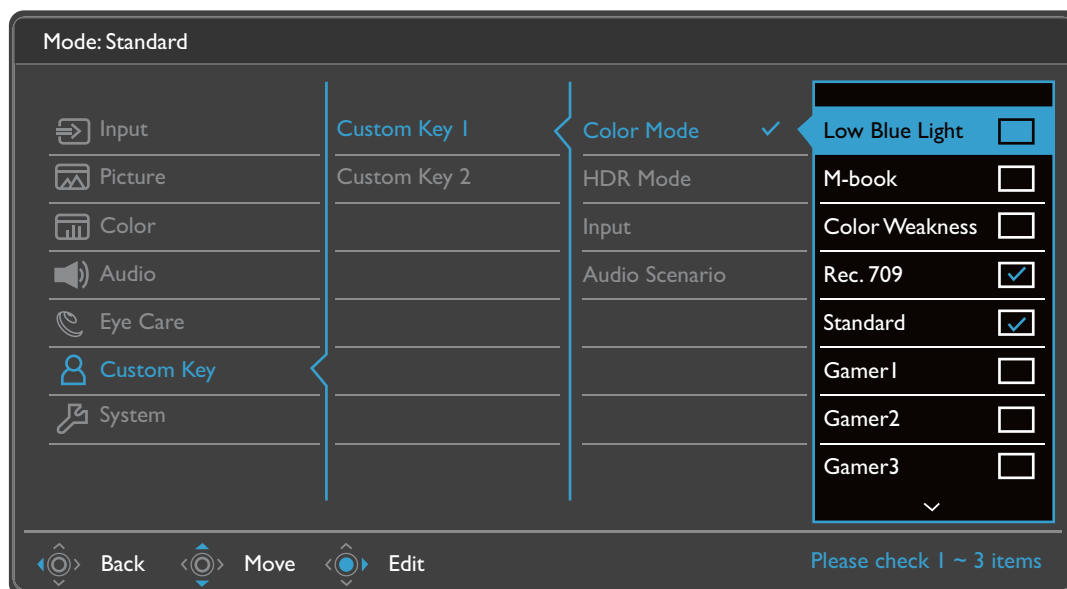 Mode: Standard
Input
Picture
Color
Audio
Eye Care
Custom Key
System
Custom Key 1
Custom Key 2
Color Mode
HDR Mode
Input
Audio Scenario
Low Blue Light
M-book
Color Weakness
Rec. 709
Standard
Gamer1
Gamer2
Gamer3
Back Move Edit
Please check 1 ~ 3 items